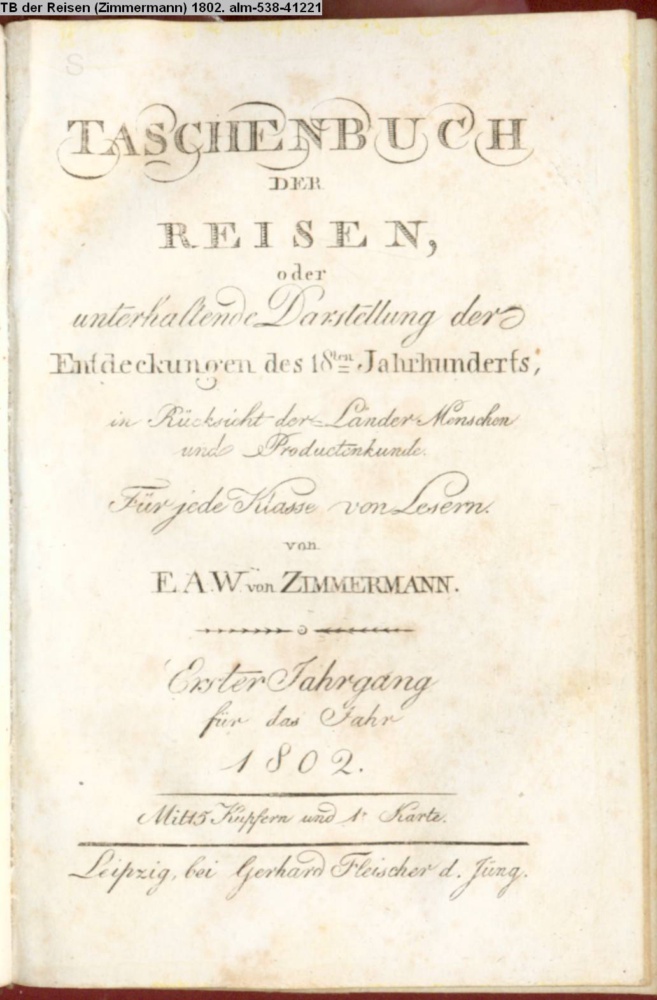 TB der Reisen (Zimmermann) 1802. alm-538-41221
TASCHENBUCH
DER
REISEN,
oder
unterhaltende Darstellung der
Entdeckungen des 18ten Jahrhunderts,
in Rücksicht der Länder Menschen
und Productenkunde.
Für jede Klasse von Lesern.
von
E. A. W. von ZIMMERMANN.
Erster Jahrgang
für das Jahr
1802.
Mit 15 Kupfern und 1r Karte.
Leipzig, bei Gerhard Fleischer d. Jüng.